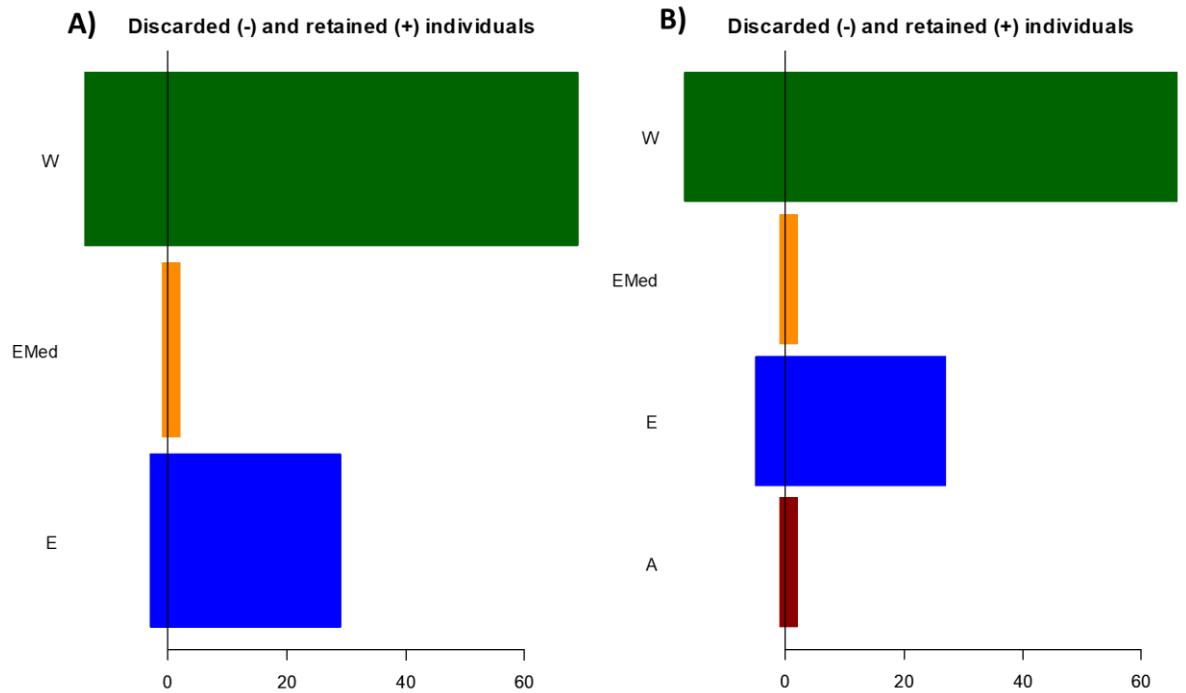 A) Discarded (-) and retained (+) individuals
W
EMed
E
0 20 40 60
B) Discarded (-) and retained (+) individuals
W
EMed
E
A
0 20 40 60